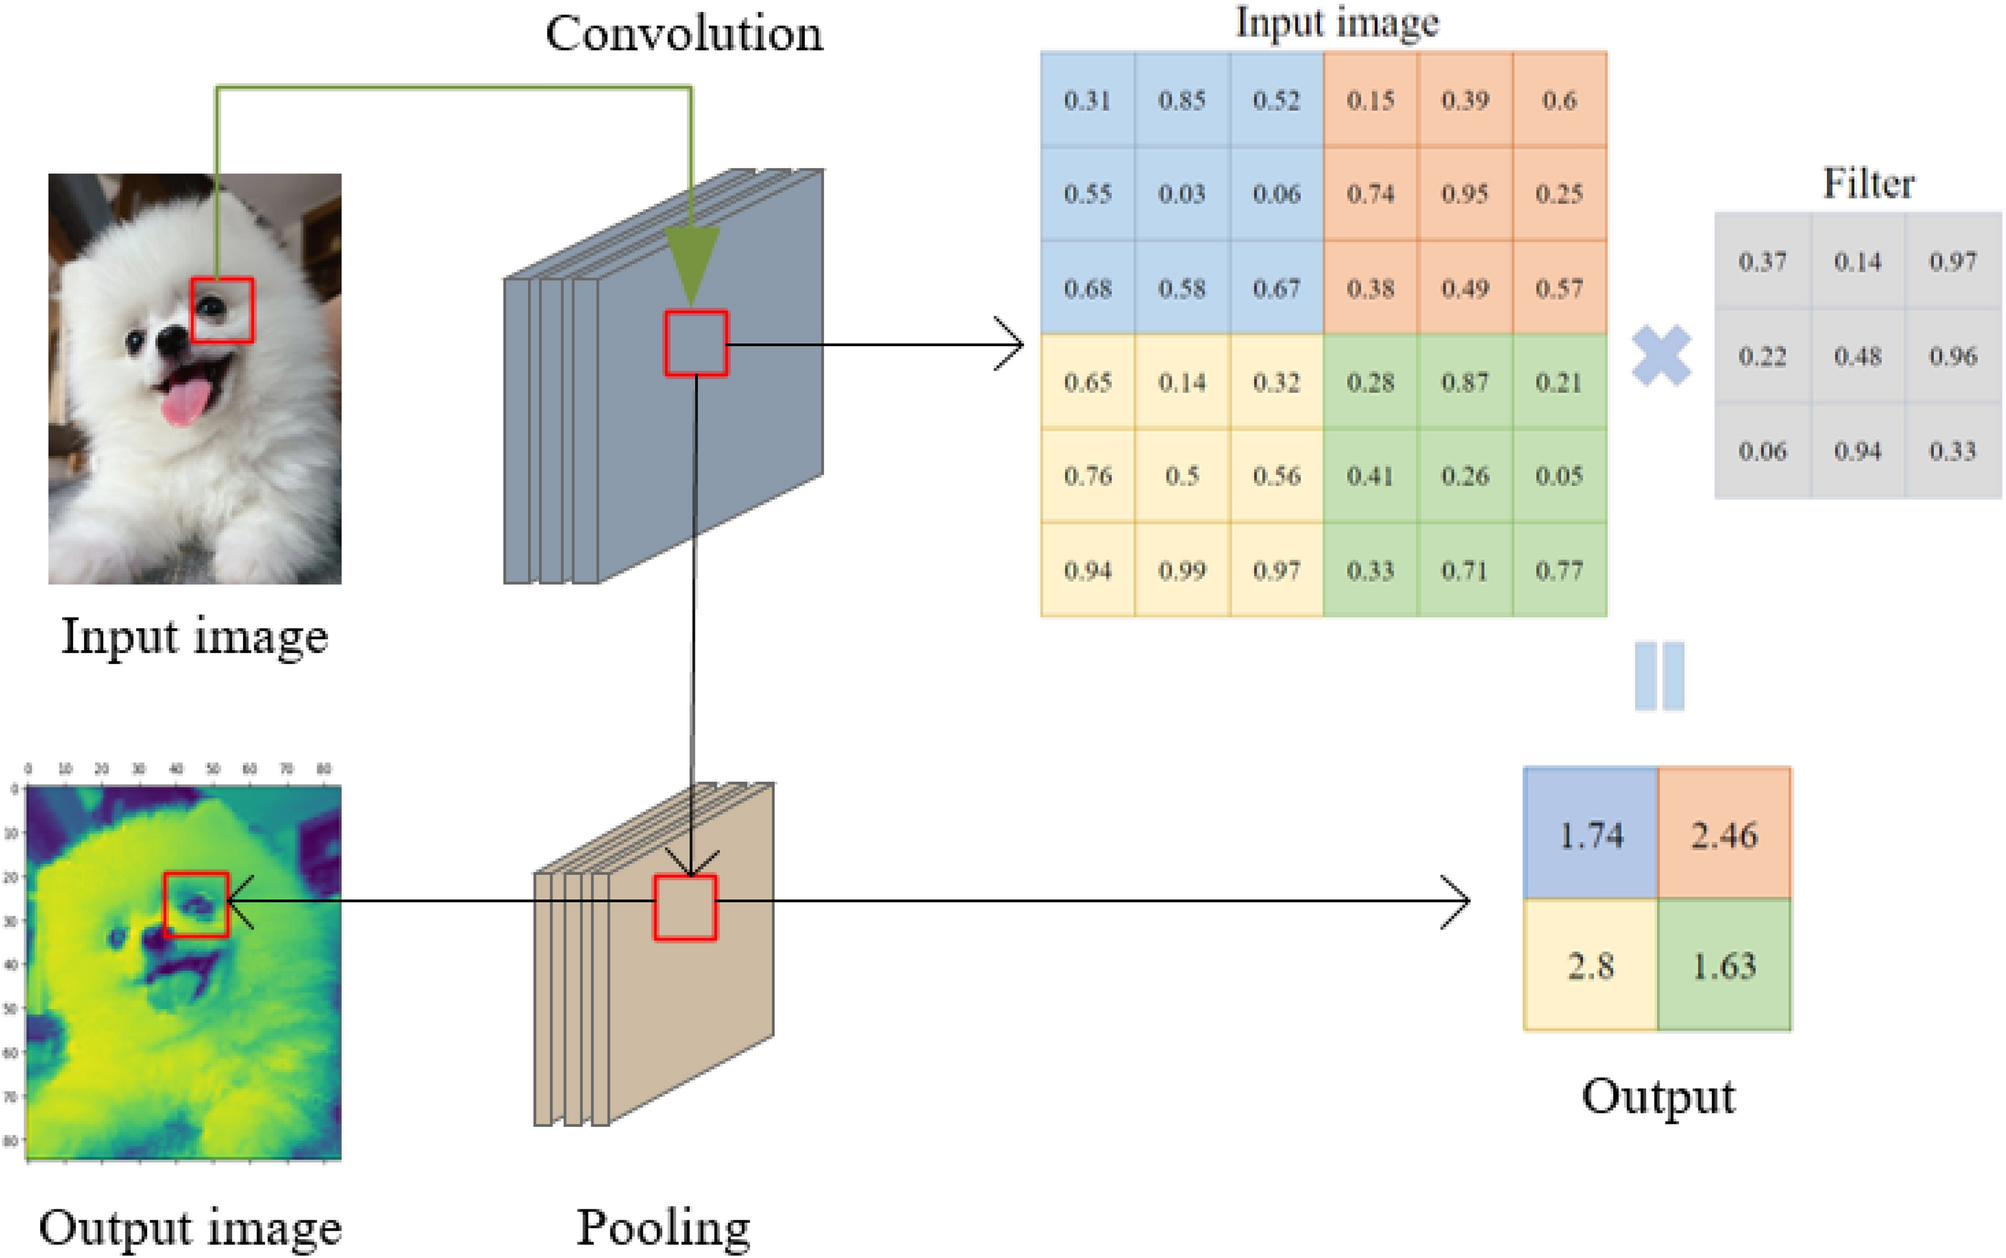 Convolution
Input image
0.31 0.85 0.52 0.15 0.39 0.6
0.55 0.03 0.06 0.74 0.95 0.25
0.68 0.58 0.67 0.38 0.49 0.57
0.65 0.14 0.32 0.28 0.87 0.21
0.76 0.5 0.56 0.41 0.26 0.05
0.94 0.99 0.97 0.33 0.71 0.77
Filter
0.37 0.14 0.97
0.22 0.48 0.96
0.06 0.94 0.33
Input image
0 10 20 30 40 50 60 70 80
0
10
20
30
40
50
60
70
80
1.74 2.46
2.8 1.63
Output
Output image
Pooling